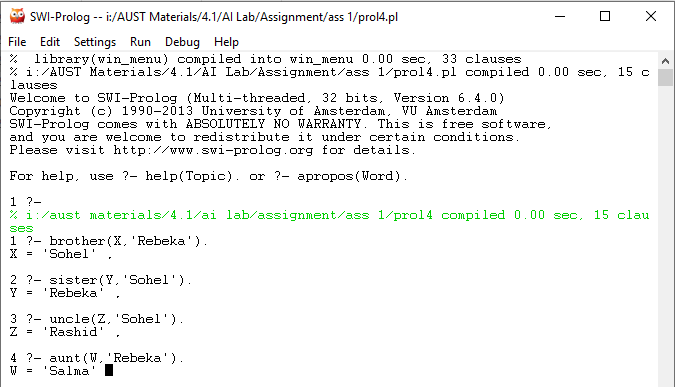 SWI-Prolog -- i:/AUST Materials/4.1/AI Lab/Assignment/ass 1/prol4.pl
File Edit Settings Run Debug Help
%   library(win_menu) compiled into win_menu 0.00 sec, 33 clauses
% i:/AUST Materials/4.1/AI Lab/Assignment/ass 1/prol4.pl compiled 0.00 sec, 15 c
lauses
Welcome to SWI-Prolog (Multi-threaded, 32 bits, Version 6.4.0)
Copyright (c) 1990-2013 University of Amsterdam, VU Amsterdam
SWI-Prolog comes with ABSOLUTELY NO WARRANTY. This is free software,
and you are welcome to redistribute it under certain conditions.
Please visit http://www.swi-prolog.org for details.
For help, use ?- help(Topic). or ?- apropos(Word).
1 ?-
% i:/aust materials/4.1/ai lab/assignment/ass 1/prol4 compiled 0.00 sec, 15 clau
ses
1 ?- brother(X,'Rebeka').
X = 'Sohel' ,
2 ?- sister(Y,'Sohel').
Y = 'Rebeka' ,
3 ?- uncle(Z,'Sohel').
Z = 'Rashid' ,
4 ?- aunt(W,'Rebeka').
W = 'Salma'